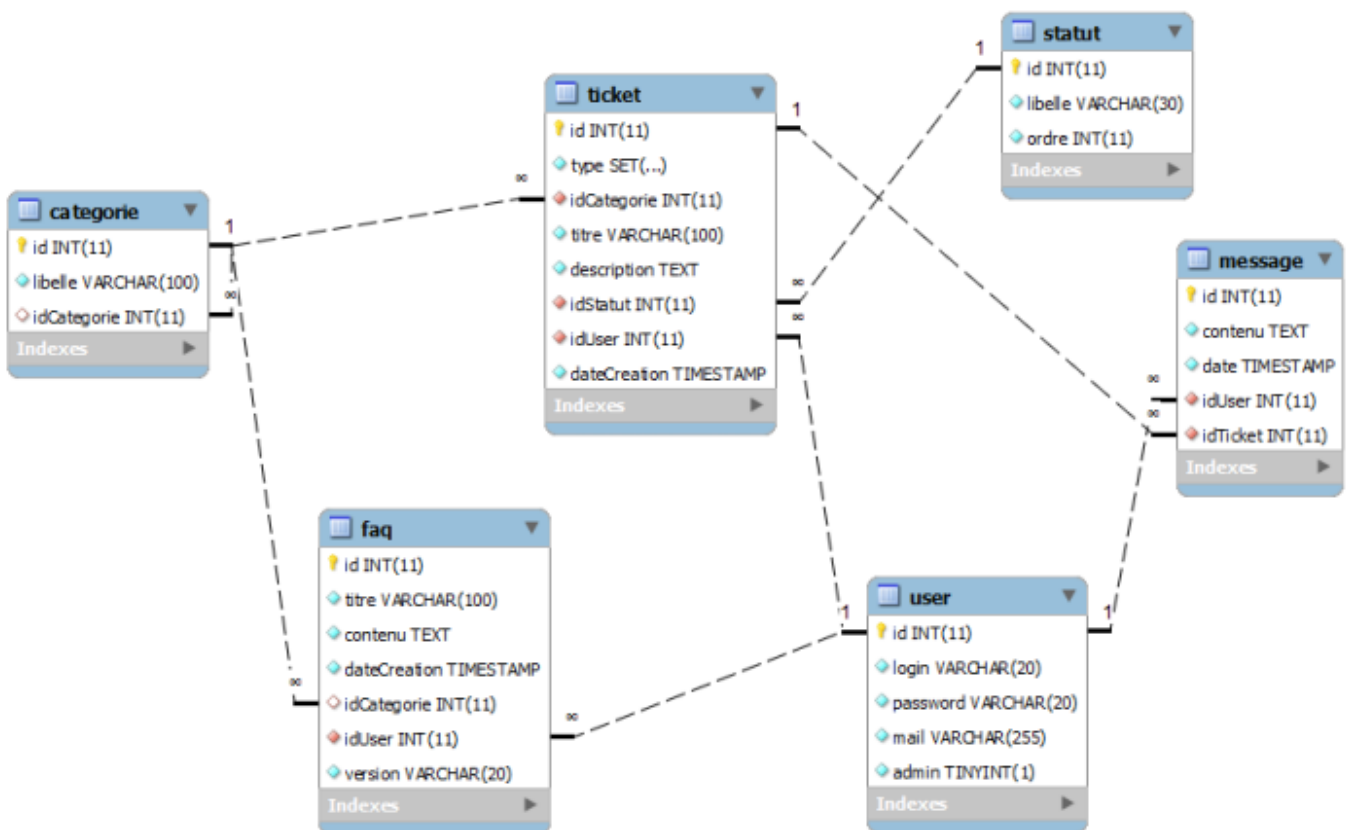 statut
1
id INT(11)
libelle VARCHAR(30)
ordre INT(11)
Indexes
ticket
1
id INT(11)
type SET(...)
∞
idCategorie INT(11)
titre VARCHAR(100)
description TEXT
∞
idStatut INT(11)
∞
idUser INT(11)
dateCreation TIMESTAMP
Indexes
categorie
1
id INT(11)
libelle VARCHAR(100)
∞
idCategorie INT(11)
Indexes
message
id INT(11)
contenu TEXT
date TIMESTAMP
∞
idUser INT(11)
∞
idTicket INT(11)
Indexes
faq
id INT(11)
titre VARCHAR(100)
contenu TEXT
dateCreation TIMESTAMP
∞
idCategorie INT(11)
∞
idUser INT(11)
version VARCHAR(20)
Indexes
user
1
1
id INT(11)
login VARCHAR(20)
password VARCHAR(20)
mail VARCHAR(255)
admin TINYINT(1)
Indexes